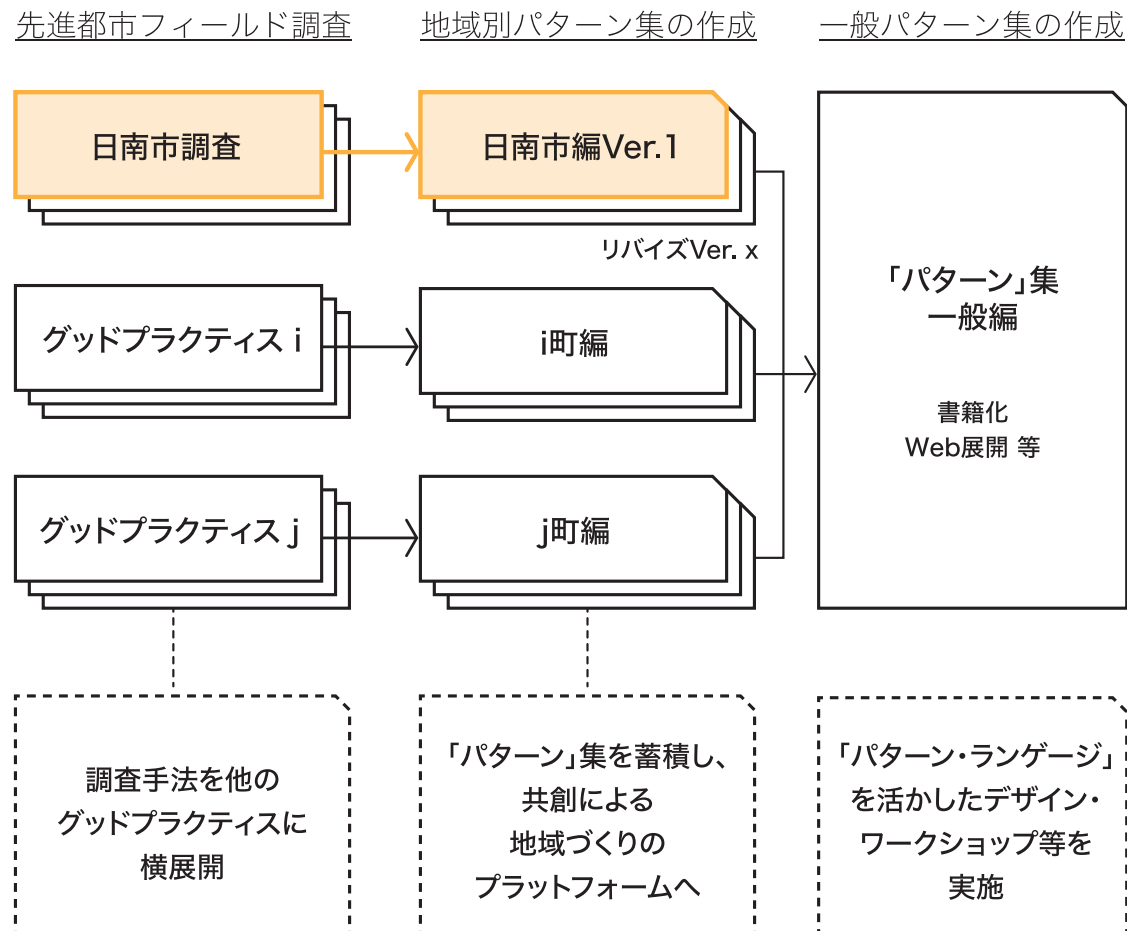 先進都市フィールド調査
地域別パターン集の作成
一般パターン集の作成
日南市調査
日南市編Ver.1
リバイズVer. x
グッドプラクティス i
i町編
グッドプラクティス j
j町編
「パターン」集
一般編
書籍化
Web展開 等
調査手法を他の
グッドプラクティスに
横展開
「パターン」集を蓄積し、
共創による
地域づくりの
プラットフォームへ
「パターン・ランゲージ」
を活かしたデザイン・
ワークショップ等を
実施